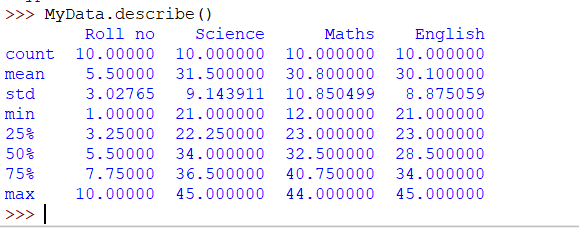 >>> MyData.describe()
Roll no Science Maths English
count 10.00000 10.000000 10.000000 10.000000
mean 5.50000 31.500000 30.800000 30.100000
std 3.02765 9.143911 10.850499 8.875059
min 1.00000 21.000000 12.000000 21.000000
25% 3.25000 22.250000 23.000000 23.000000
50% 5.50000 34.000000 32.500000 28.500000
75% 7.75000 36.500000 40.750000 34.000000
max 10.00000 45.000000 44.000000 45.000000
>>>